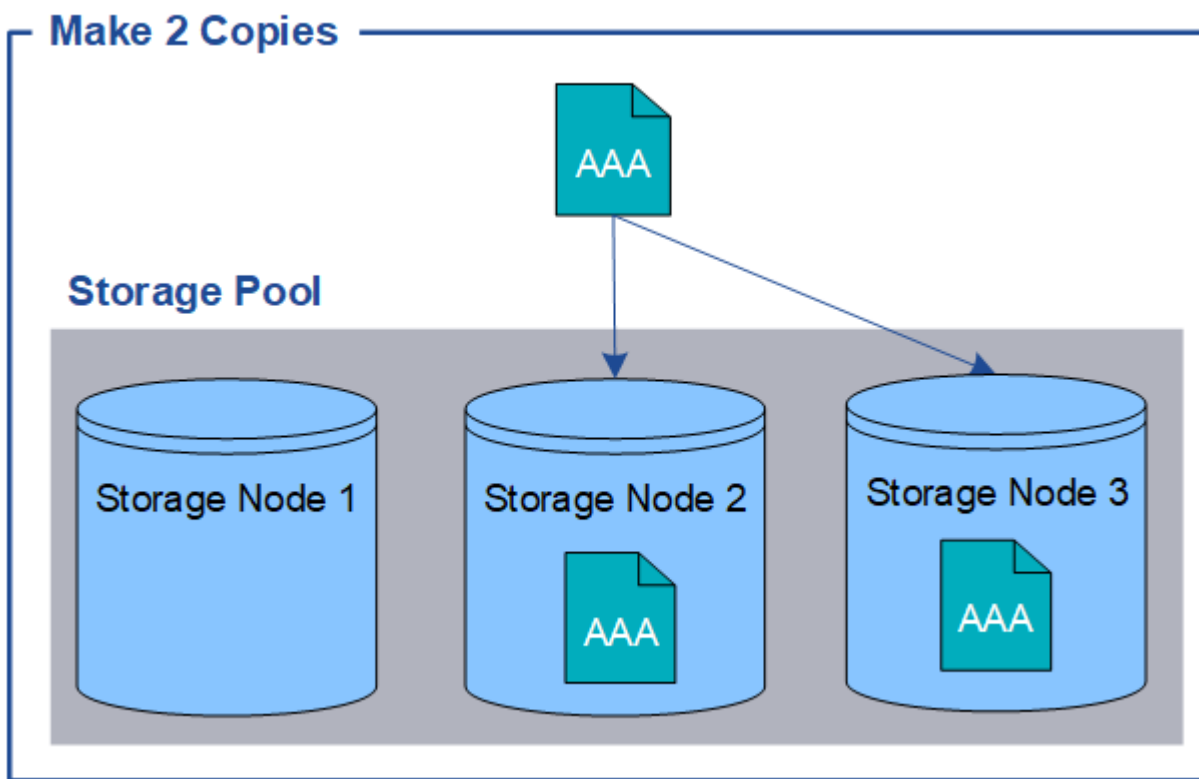 Make 2 Copies
AAA
Storage Pool
Storage Node 1
Storage Node 2
Storage Node 3
AAA
AAA